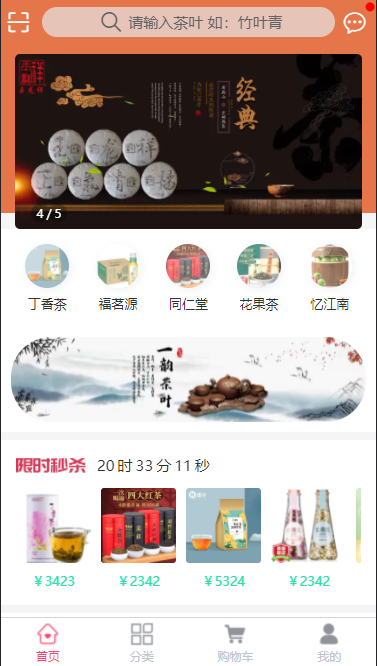 请输入茶叶 如：竹叶青
经典
4 / 5
丁香茶
福茗源
同仁堂
花果茶
忆江南
一韵茶叶
限时秒杀 20 时 33 分 11 秒
四大红茶
￥3423
￥2342
￥5324
￥2342
首页
分类
购物车
我的